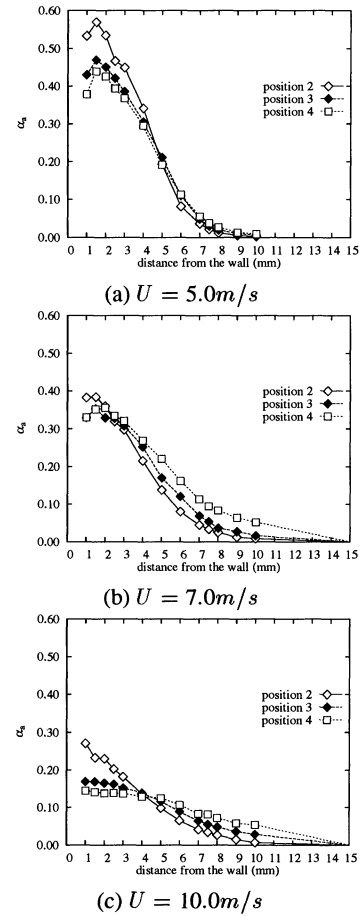 0.60
0.50
0.40
0.30
0.20
0.10
0.00
αa
position 2
position 3
position 4
0 1 2 3 4 5 6 7 8 9 10 11 12 13 14 15
distance from the wall (mm)
(a) U = 5.0m/s
0.60
0.50
0.40
0.30
0.20
0.10
0.00
αa
position 2
position 3
position 4
0 1 2 3 4 5 6 7 8 9 10 11 12 13 14 15
distance from the wall (mm)
(b) U = 7.0m/s
0.60
0.50
0.40
0.30
0.20
0.10
0.00
αa
position 2
position 3
position 4
0 1 2 3 4 5 6 7 8 9 10 11 12 13 14 15
distance from the wall (mm)
(c) U = 10.0m/s